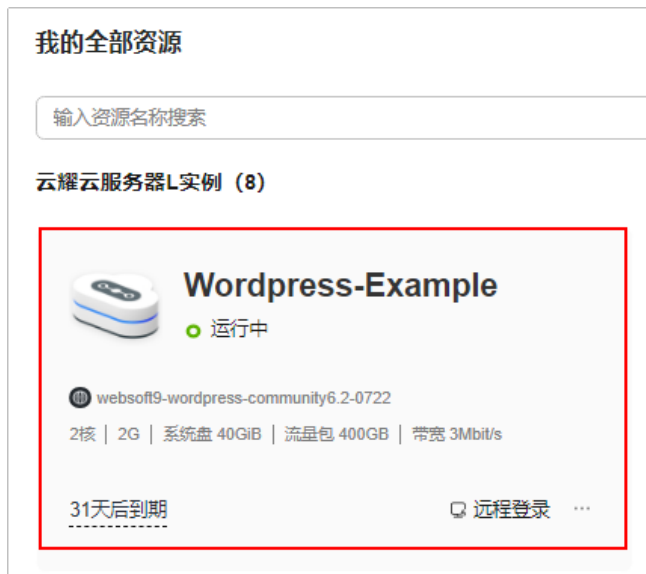 我的全部资源
输入资源名称搜索
云耀云服务器L实例（8）
Wordpress-Example
运行中
websoft9-wordpress-community6.2-0722
2核 | 2G | 系统盘 40GiB | 流量包 400GB | 带宽 3Mbit/s
31天后到期 远程登录 ···